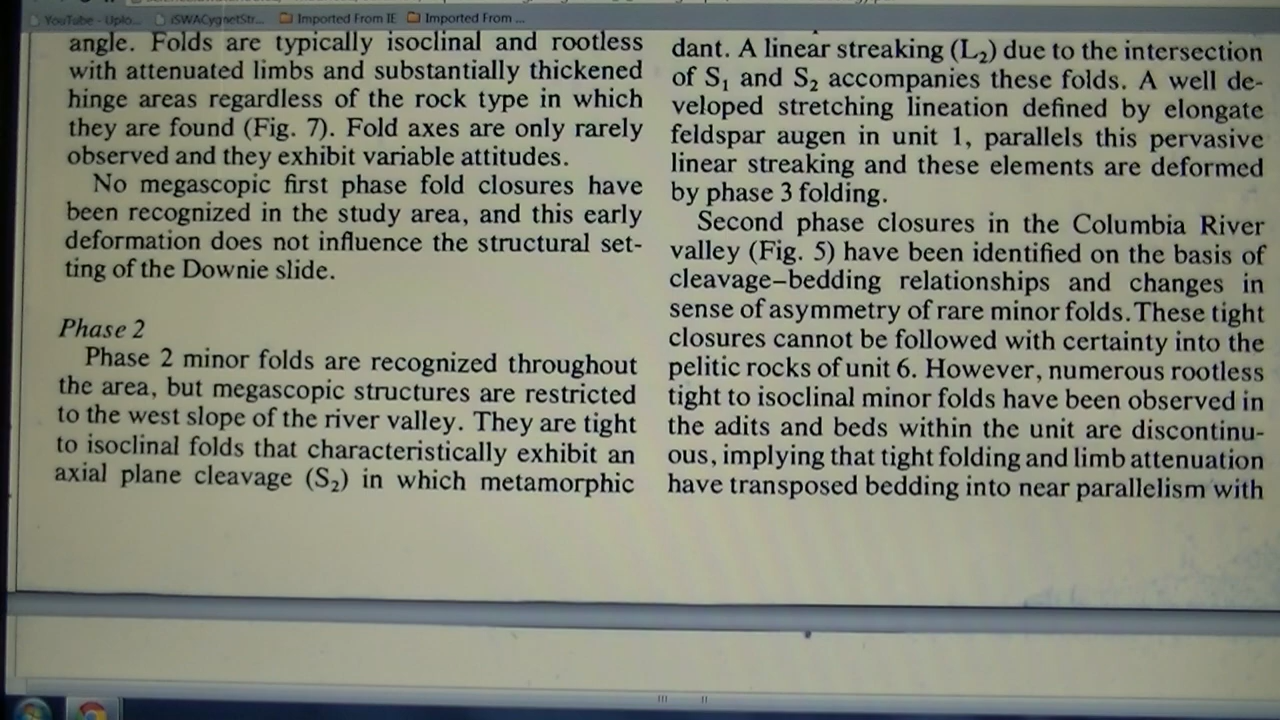 YouTube - Uplo...
iSWACygnetStr...
Imported From IE
Imported From ...
angle. Folds are typically isoclinal and rootless
with attenuated limbs and substantially thickened
hinge areas regardless of the rock type in which
they are found (Fig. 7). Fold axes are only rarely
observed and they exhibit variable attitudes.
No megascopic first phase fold closures have
been recognized in the study area, and this early
deformation does not influence the structural set-
ting of the Downie slide.
Phase 2
Phase 2 minor folds are recognized throughout
the area, but megascopic structures are restricted
to the west slope of the river valley. They are tight
to isoclinal folds that characteristically exhibit an
axial plane cleavage (S₂) in which metamorphic
dant. A linear streaking (L₂) due to the intersection
of S₁ and S₂ accompanies these folds. A well de-
veloped stretching lineation defined by elongate
feldspar augen in unit 1, parallels this pervasive
linear streaking and these elements are deformed
by phase 3 folding.
Second phase closures in the Columbia River
valley (Fig. 5) have been identified on the basis of
cleavage–bedding relationships and changes in
sense of asymmetry of rare minor folds. These tight
closures cannot be followed with certainty into the
pelitic rocks of unit 6. However, numerous rootless
tight to isoclinal minor folds have been observed in
the adits and beds within the unit are discontinu-
ous, implying that tight folding and limb attenuation
have transposed bedding into near parallelism with